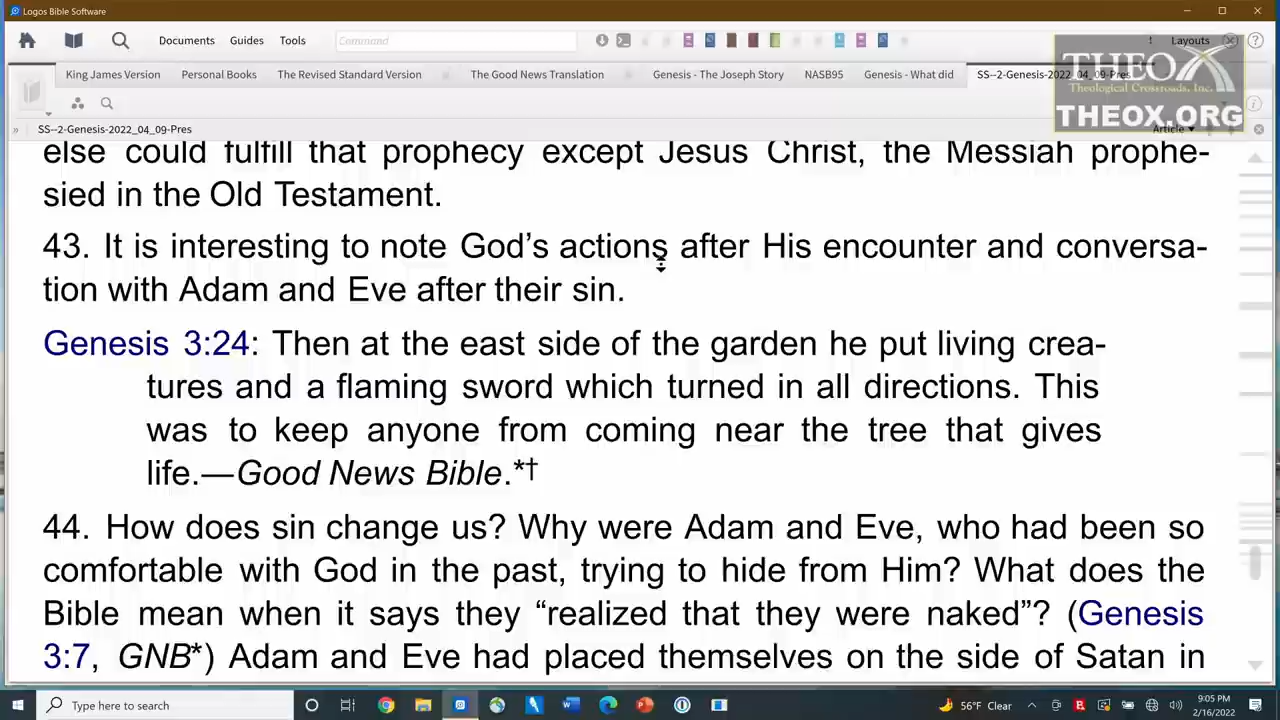 Logos Bible Software
Documents Guides Tools Command Layouts
King James Version Personal Books The Revised Standard Version The Good News Translation Genesis - The Joseph Story NASB95 Genesis - What did SS--2-Genesis-2022_04_09-Pres
THEOX
Theological Crossroads, Inc.
THEOX.ORG
SS--2-Genesis-2022_04_09-Pres
Article
else could fulfill that prophecy except Jesus Christ, the Messiah prophe-
sied in the Old Testament.
43. It is interesting to note God’s actions after His encounter and conversa-
tion with Adam and Eve after their sin.
Genesis 3:24: Then at the east side of the garden he put living crea-
tures and a flaming sword which turned in all directions. This
was to keep anyone from coming near the tree that gives
life.—Good News Bible.*†
44. How does sin change us? Why were Adam and Eve, who had been so
comfortable with God in the past, trying to hide from Him? What does the
Bible mean when it says they “realized that they were naked”? (Genesis
3:7, GNB*) Adam and Eve had placed themselves on the side of Satan in
Type here to search
56°F Clear
9:05 PM
2/16/2022